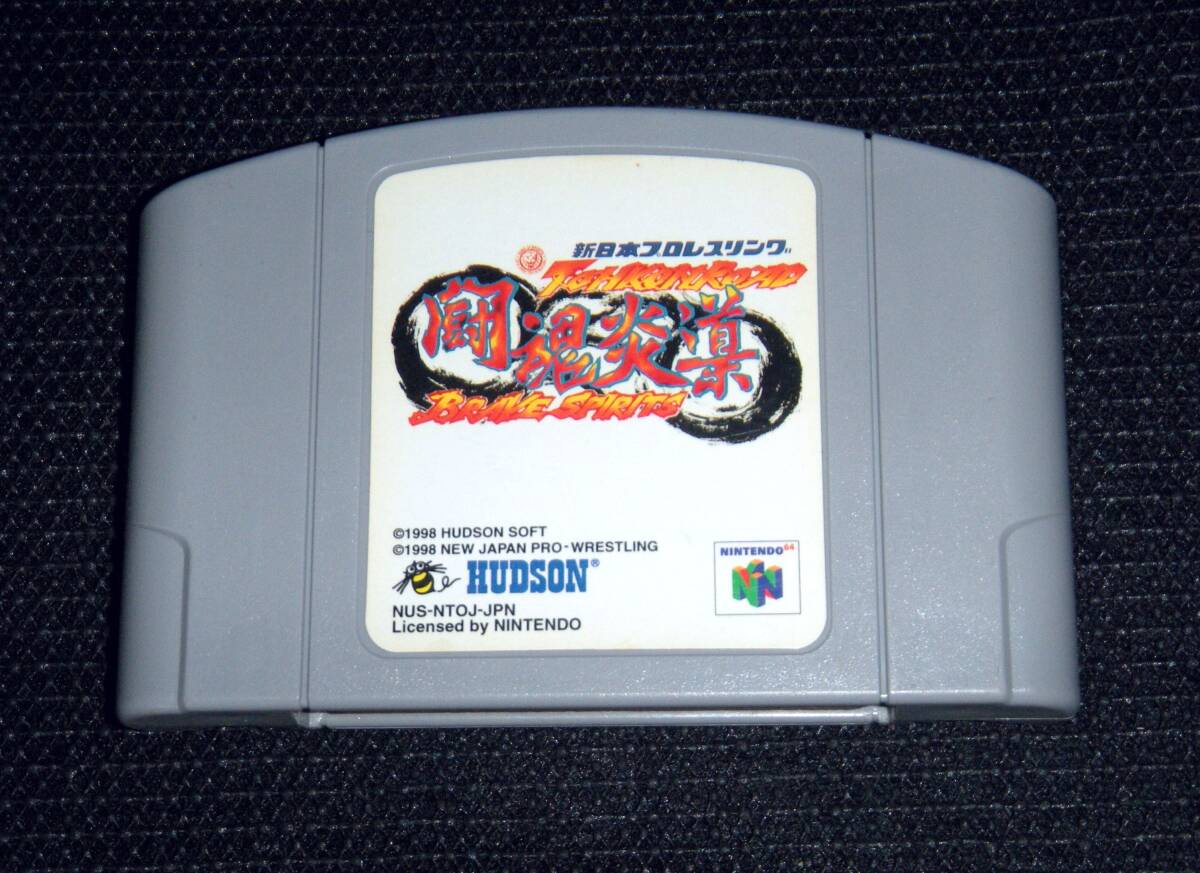 新日本プロレスリング
TOHKON ROAD
闘魂炎導
BRAVE SPIRITS
©1998 HUDSON SOFT
©1998 NEW JAPAN PRO-WRESTLING
HUDSON®
NINTENDO64
NUS-NTOJ-JPN
Licensed by NINTENDO